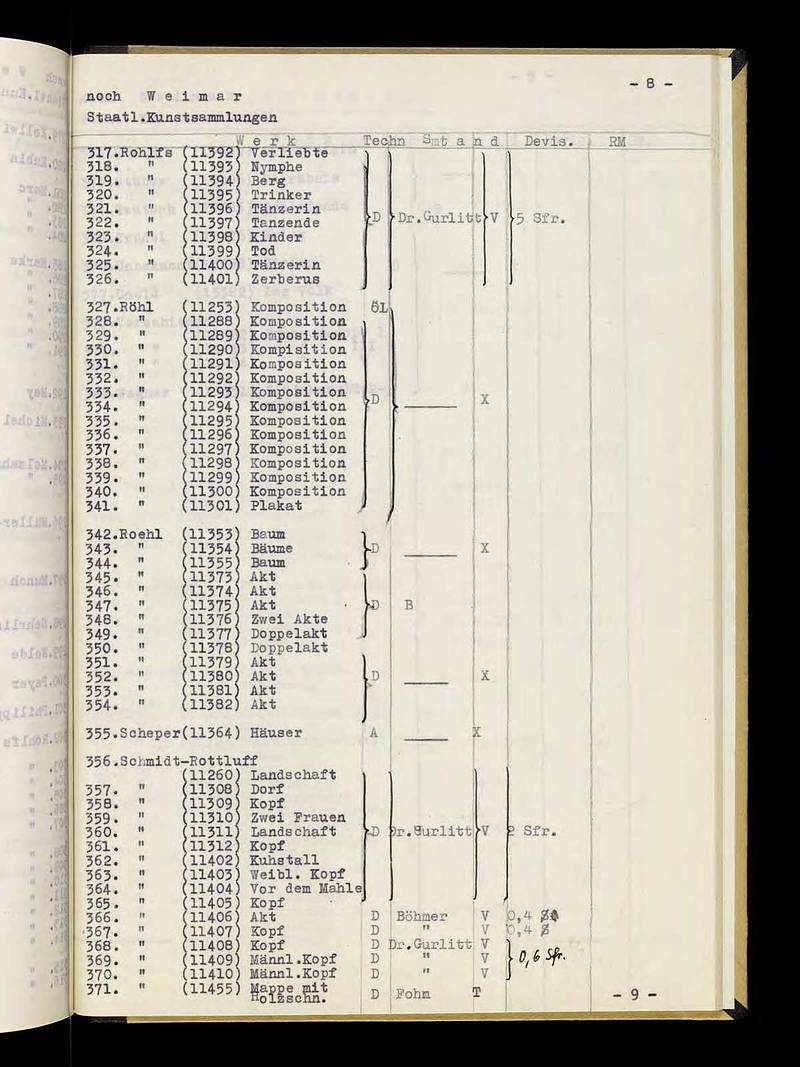 - 8 -
noch W e i m a r
Staatl.Kunstsammlungen
W e r k Techn Smt a n d Devis. RM
317.Rohlfs (11392) Verliebte
318. " (11393) Nymphe
319. " (11394) Berg
320. " (11395) Trinker
321. " (11396) Tänzerin
322. " (11397) Tanzende D Dr.Gurlitt V 5 Sfr.
323. " (11398) Kinder
324. " (11399) Tod
325. " (11400) Tänzerin
326. " (11401) Zerberus
327.Röhl (11253) Komposition ÖL
328. " (11288) Komposition
329. " (11289) Komposition
330. " (11290) Kompisition
331. " (11291) Komposition
332. " (11292) Komposition
333. " (11293) Komposition
334. " (11294) Komposition D ______ X
335. " (11295) Komposition
336. " (11296) Komposition
337. " (11297) Komposition
338. " (11298) Komposition
339. " (11299) Komposition
340. " (11300) Komposition
341. " (11301) Plakat
342.Roehl (11353) Baum
343. " (11354) Bäume D ______ X
344. " (11355) Baum
345. " (11373) Akt
346. " (11374) Akt
347. " (11375) Akt D B
348. " (11376) Zwei Akte
349. " (11377) Doppelakt
350. " (11378) Doppelakt
351. " (11379) Akt
352. " (11380) Akt D _____ X
353. " (11381) Akt
354. " (11382) Akt
355.Scheper(11364) Häuser A _____ X
356.Schmidt-Rottluff
(11260) Landschaft
357. " (11308) Dorf
358. " (11309) Kopf
359. " (11310) Zwei Frauen
360. " (11311) Landschaft D Dr.Gurlitt V 2 Sfr.
361. " (11312) Kopf
362. " (11402) Kuhstall
363. " (11403) Weibl. Kopf
364. " (11404) Vor dem Mahle
365. " (11405) Kopf
366. " (11406) Akt D Böhmer V 0,4 $
367. " (11407) Kopf D " V 0,4 $
368. " (11408) Kopf D Dr.Gurlitt V
369. " (11409) Männl.Kopf D " V 0,6 Sfr.
370. " (11410) Männl.Kopf D " V
371. " (11455) Mappe mit
Holzschn. D Fohn T
- 9 -